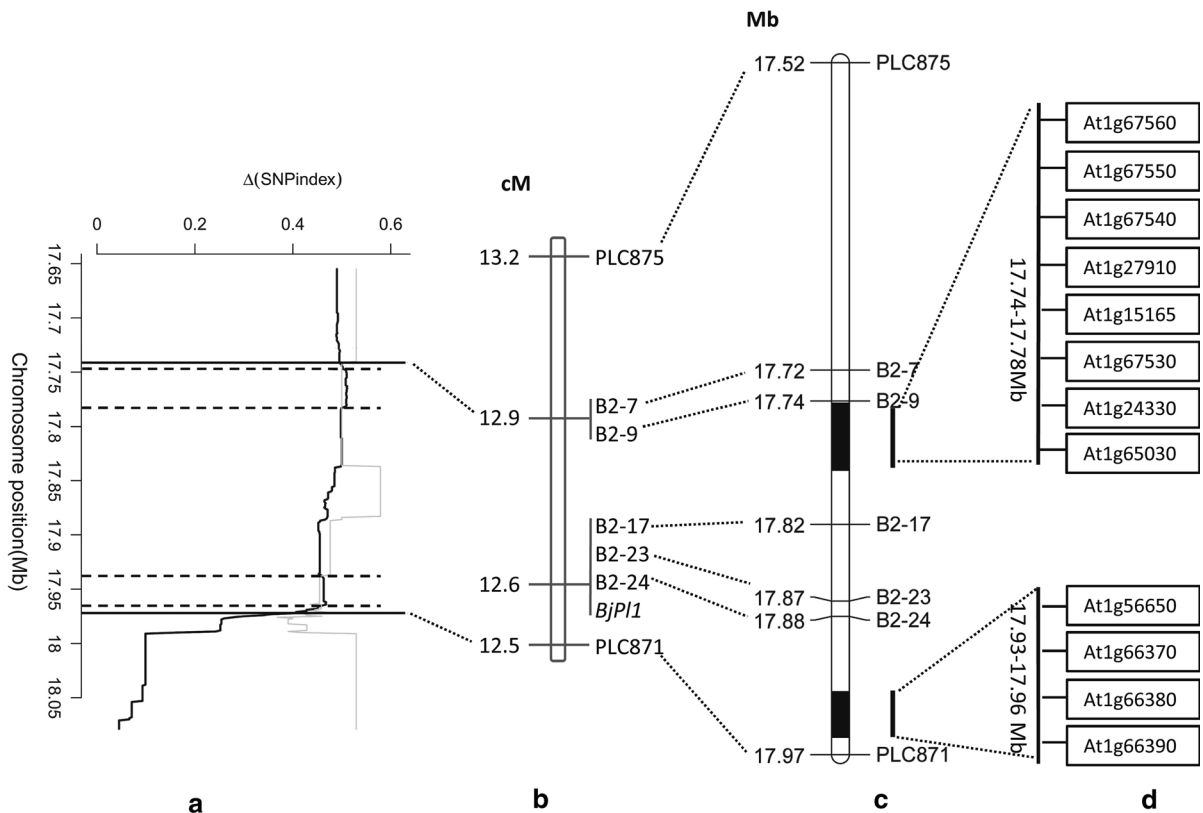 Δ(SNPindex)
0
0.2
0.4
0.6
Chromosome position(Mb)
17.65
17.7
17.75
17.8
17.85
17.9
17.95
18
18.05
a
cM
13.2
PLC875
12.9
B2-7
B2-9
B2-17
B2-23
12.6
B2-24
BjPl1
12.5
PLC871
b
Mb
17.52
PLC875
17.72
B2-7
17.74
B2-9
17.82
B2-17
17.87
B2-23
17.88
B2-24
17.97
PLC871
c
17.74-17.78Mb
At1g67560
At1g67550
At1g67540
At1g27910
At1g15165
At1g67530
At1g24330
At1g65030
17.93-17.96 Mb
At1g56650
At1g66370
At1g66380
At1g66390
d